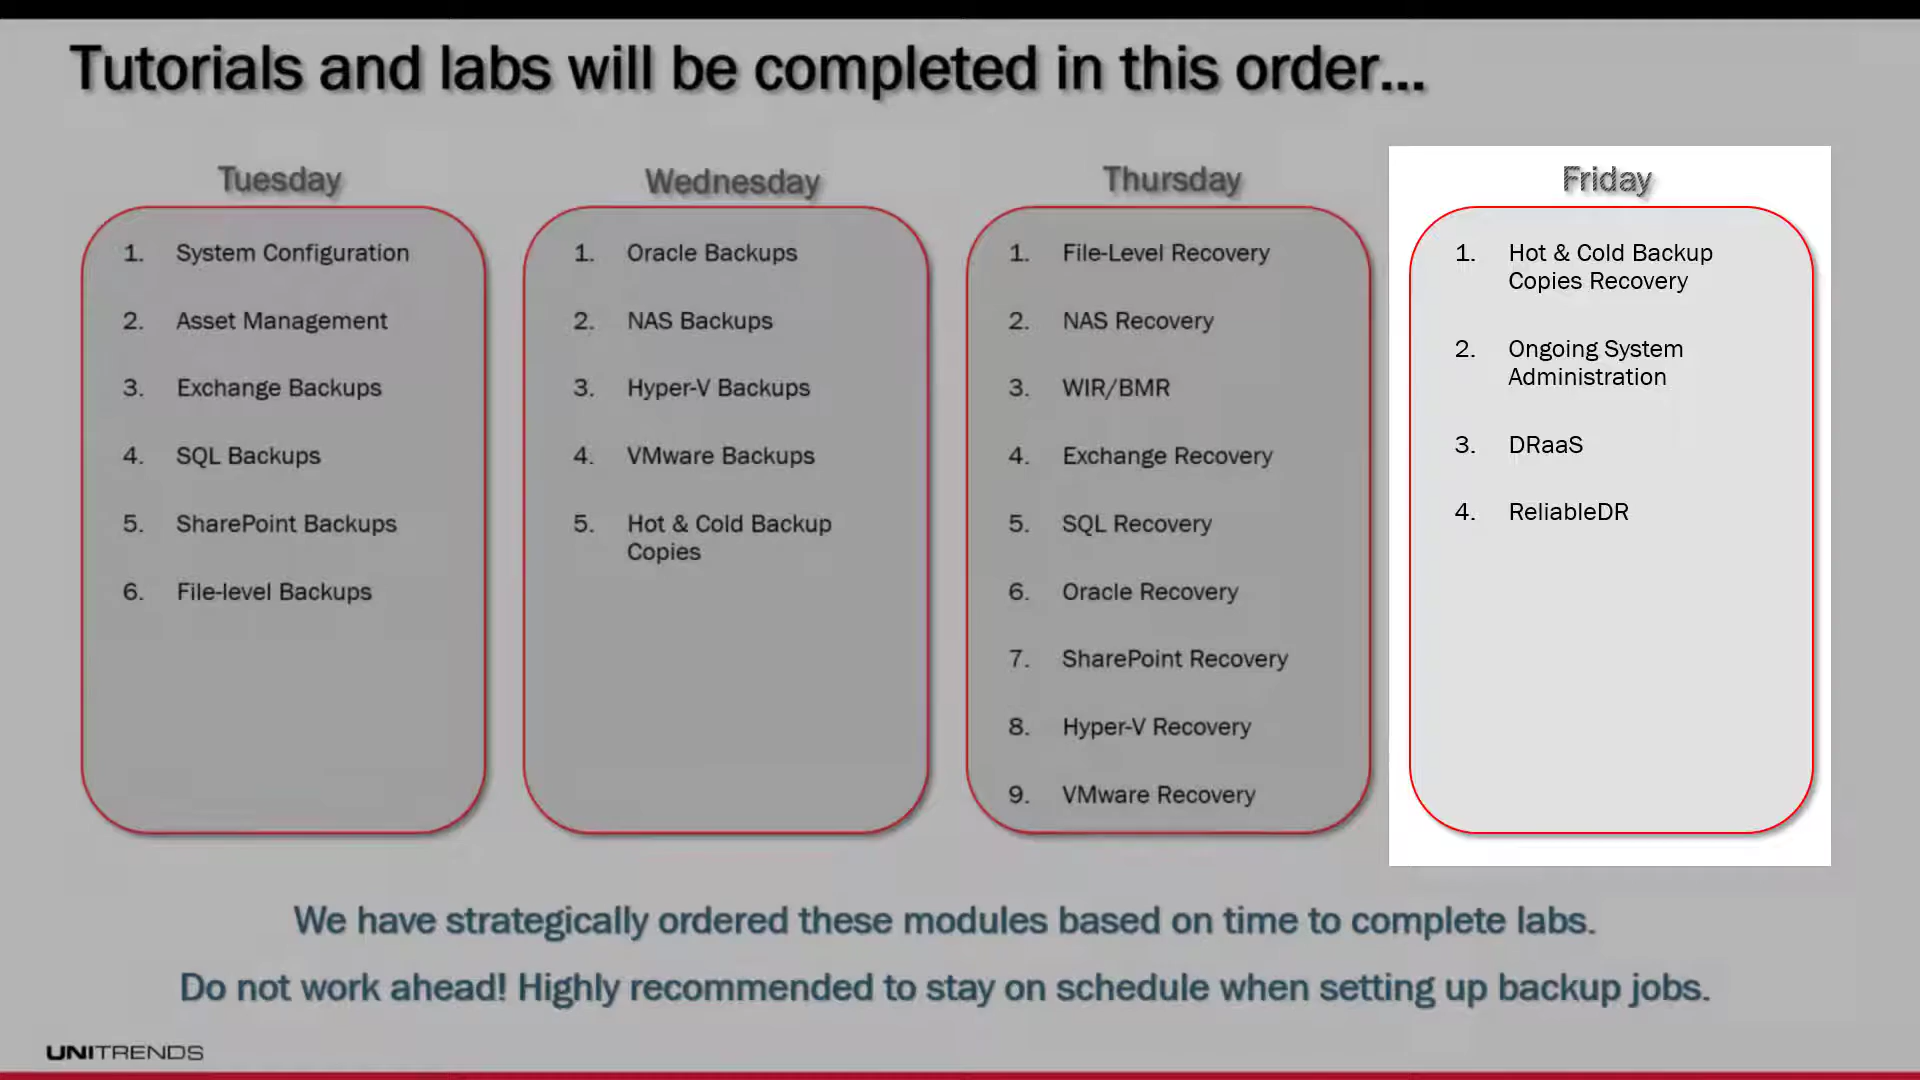 Tutorials and labs will be completed in this order...
Tuesday
1. System Configuration
2. Asset Management
3. Exchange Backups
4. SQL Backups
5. SharePoint Backups
6. File-level Backups
Wednesday
1. Oracle Backups
2. NAS Backups
3. Hyper-V Backups
4. VMware Backups
5. Hot & Cold Backup
Copies
Thursday
1. File-Level Recovery
2. NAS Recovery
3. WIR/BMR
4. Exchange Recovery
5. SQL Recovery
6. Oracle Recovery
7. SharePoint Recovery
8. Hyper-V Recovery
9. VMware Recovery
Friday
1. Hot & Cold Backup
Copies Recovery
2. Ongoing System
Administration
3. DRaaS
4. ReliableDR
We have strategically ordered these modules based on time to complete labs.
Do not work ahead! Highly recommended to stay on schedule when setting up backup jobs.
UNITRENDS